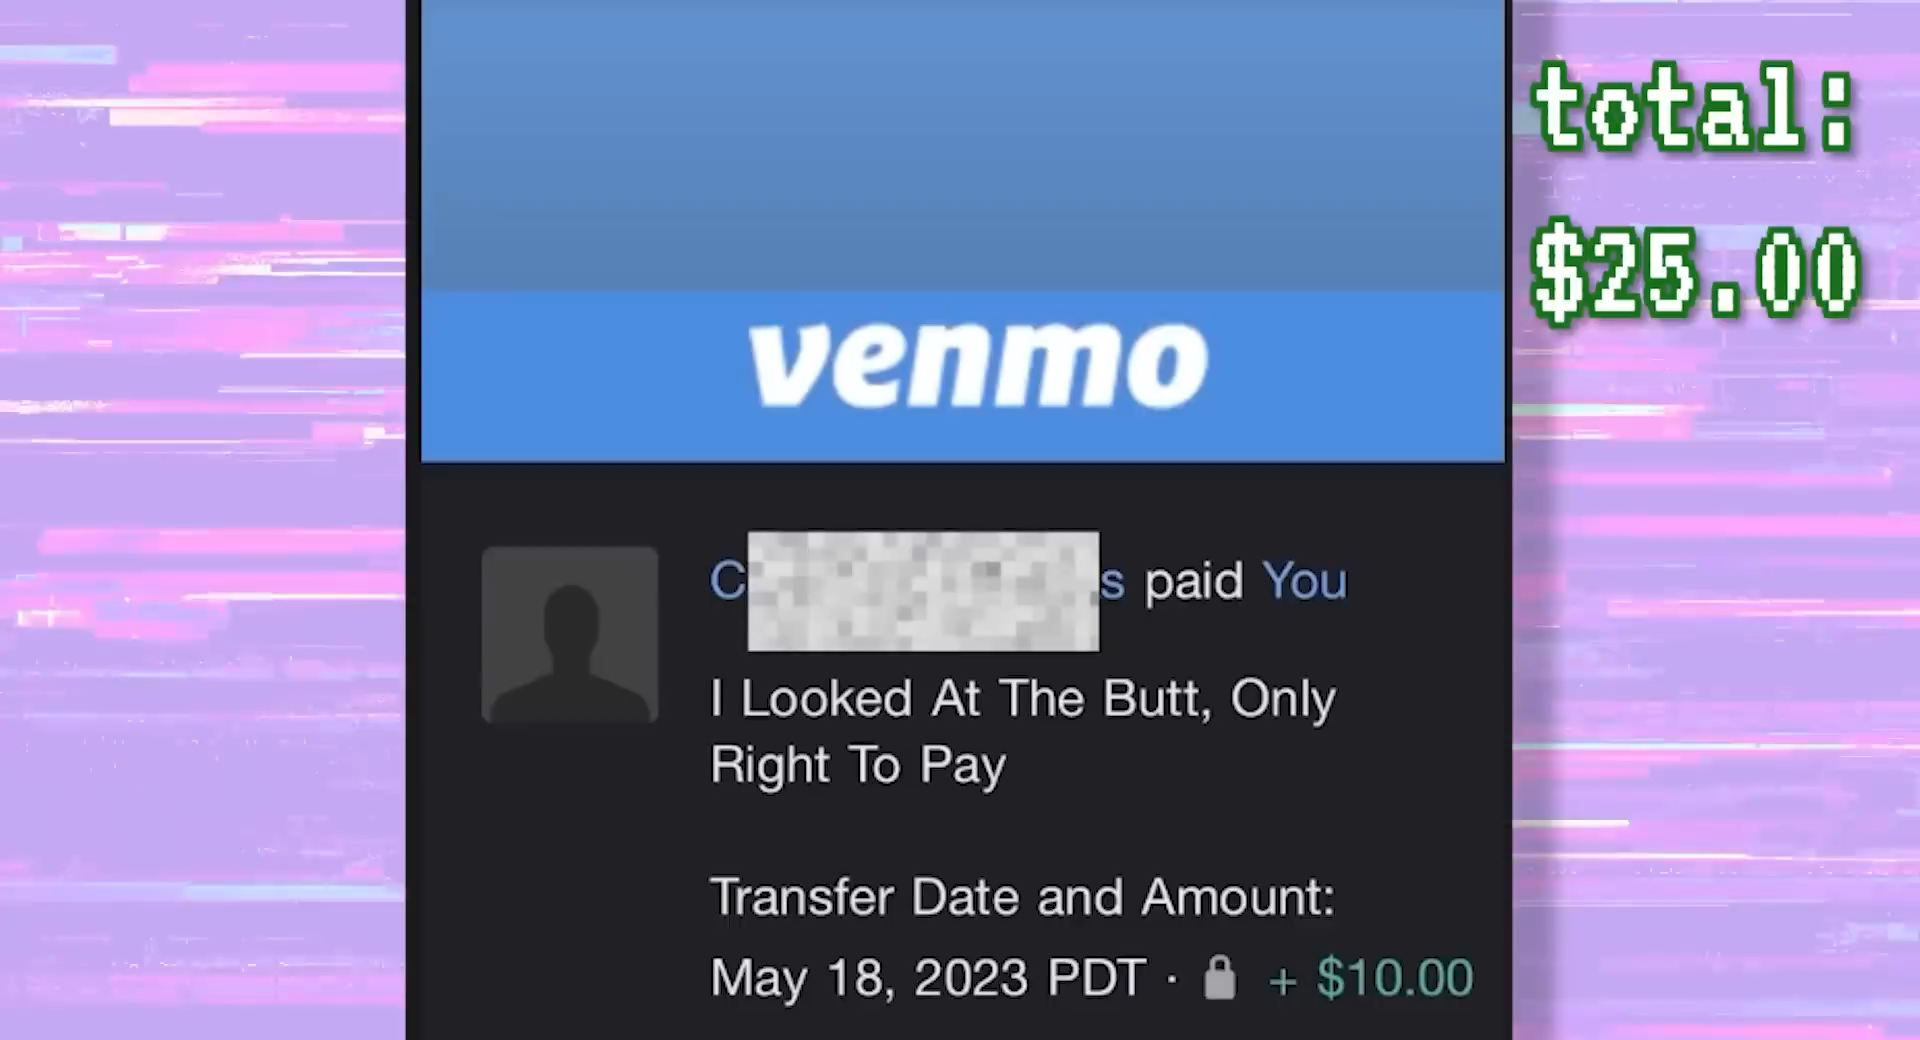 total:
$25.00
venmo
C s paid You
I Looked At The Butt, Only
Right To Pay
Transfer Date and Amount:
May 18, 2023 PDT · + $10.00